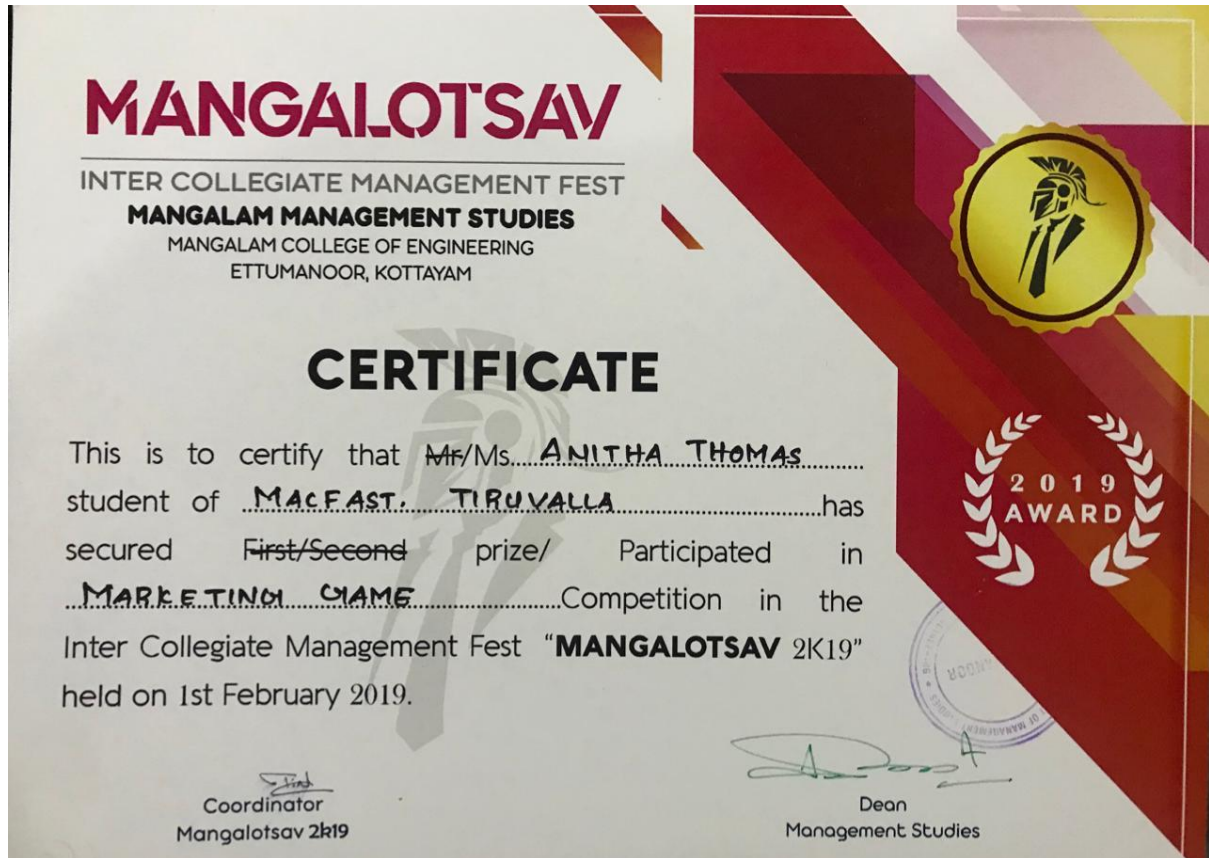 MANGALOTSAV
INTER COLLEGIATE MANAGEMENT FEST
MANGALAM MANAGEMENT STUDIES
MANGALAM COLLEGE OF ENGINEERING
ETTUMANOOR, KOTTAYAM
CERTIFICATE
This is to certify that Mr/Ms. ANITHA THOMAS
student of MACFAST. TIRUVALLA has
secured First/Second prize/ Participated in
MARKETING GAME Competition in the
Inter Collegiate Management Fest "MANGALOTSAV 2K19"
held on 1st February 2019.
2019
AWARD
Coordinator
Mangalotsav 2k19
Dean
Management Studies